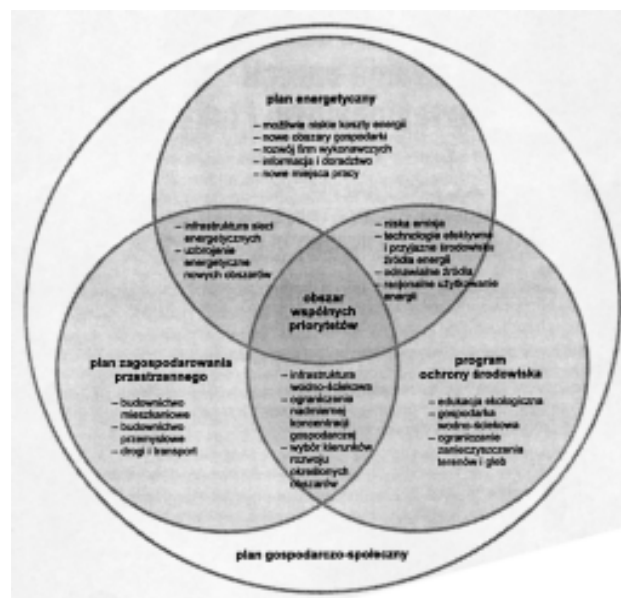 plan energetyczny
– możliwie niskie koszty energii
– nowe obszary gospodarki
– rozwój firm wykonawczych
– informacja i doradztwo
– nowe miejsca pracy
– infrastruktura sieci
energetycznych
– uzbrojenie
energetyczne
nowych obszarów
– niska emisja
– technologie efektywne
i przyjazne środowisku
źródła energii
– odnawialne źródła
– racjonalne użytkowanie
energii
obszar
wspólnych
priorytetów
plan zagospodarowania
przestrzennego
– budownictwo
mieszkaniowe
– budownictwo
przemysłowe
– drogi i transport
– infrastruktura
wodno-ściekowa
– ograniczenia
nadmiernej
koncentracji
gospodarczej
– wybór kierunków
rozwoju
określonych
obszarów
program
ochrony środowiska
– edukacja ekologiczna
– gospodarka
wodno-ściekowa
– ograniczanie
zanieczyszczenia
terenów i gleb
plan gospodarczo-społeczny